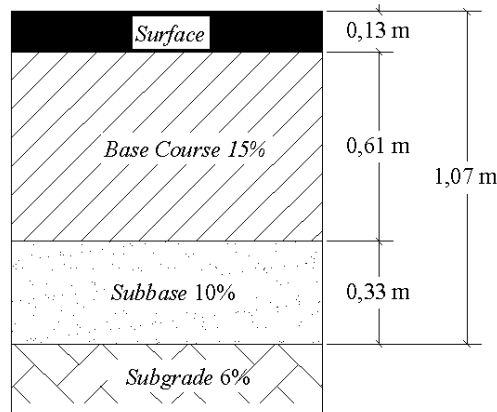 Surface
0,13 m
Base Course 15%
0,61 m
1,07 m
Subbase 10%
0,33 m
Subgrade 6%